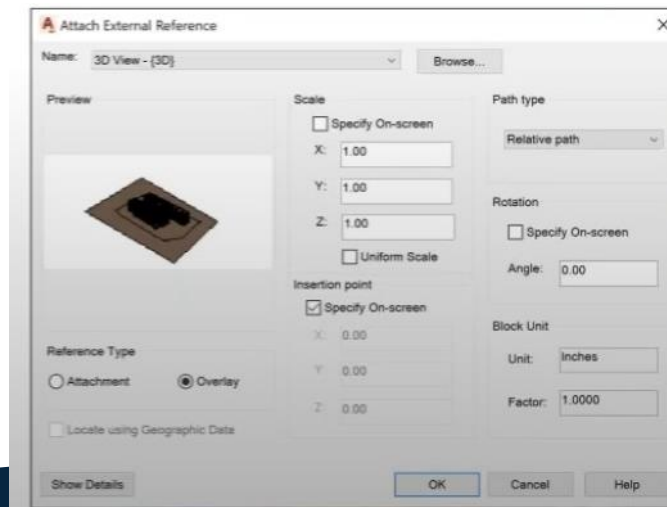 Attach External Reference
Name: 3D View - {3D} Browse...
Preview
Scale
Specify On-screen
X: 1.00
Y: 1.00
Z: 1.00
Uniform Scale
Path type
Relative path
Rotation
Specify On-screen
Angle: 0.00
Insertion point
Specify On-screen
X: 0.00
Y: 0.00
Z: 0.00
Block Unit
Unit: Inches
Factor: 1.0000
Reference Type
Attachment Overlay
Locate using Geographic Data
Show Details OK Cancel Help